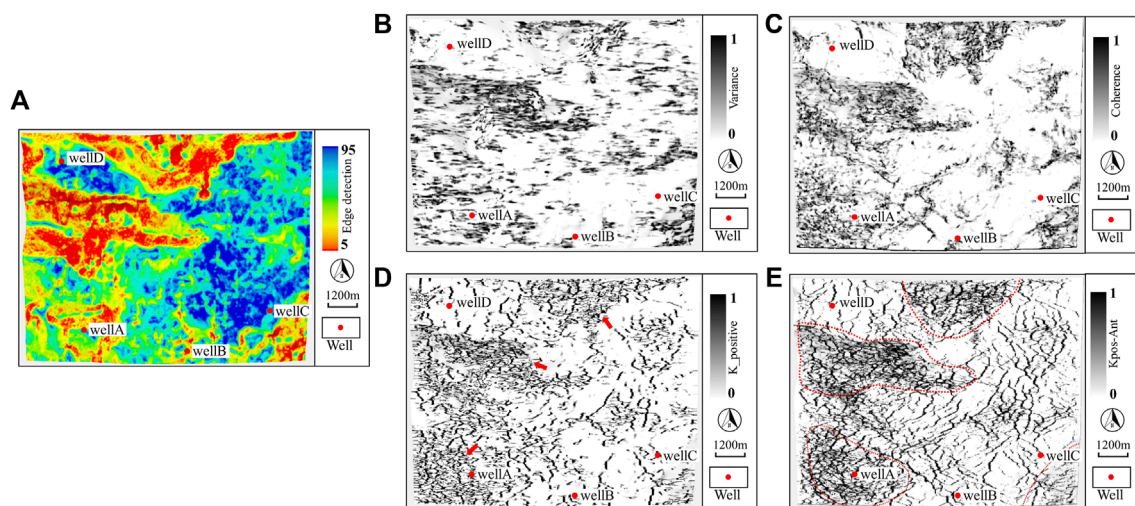 A
wellD
wellA
wellB
wellC
95
5
Edge detection
N
1200m
Well
B
wellD
wellA
wellB
wellC
1
0
Variance
N
1200m
Well
C
wellD
wellA
wellB
wellC
1
0
Coherence
N
1200m
Well
D
wellD
wellA
wellB
wellC
1
0
K_positive
N
1200m
Well
E
wellD
wellA
wellB
wellC
1
0
Kpos-Ant
N
1200m
Well